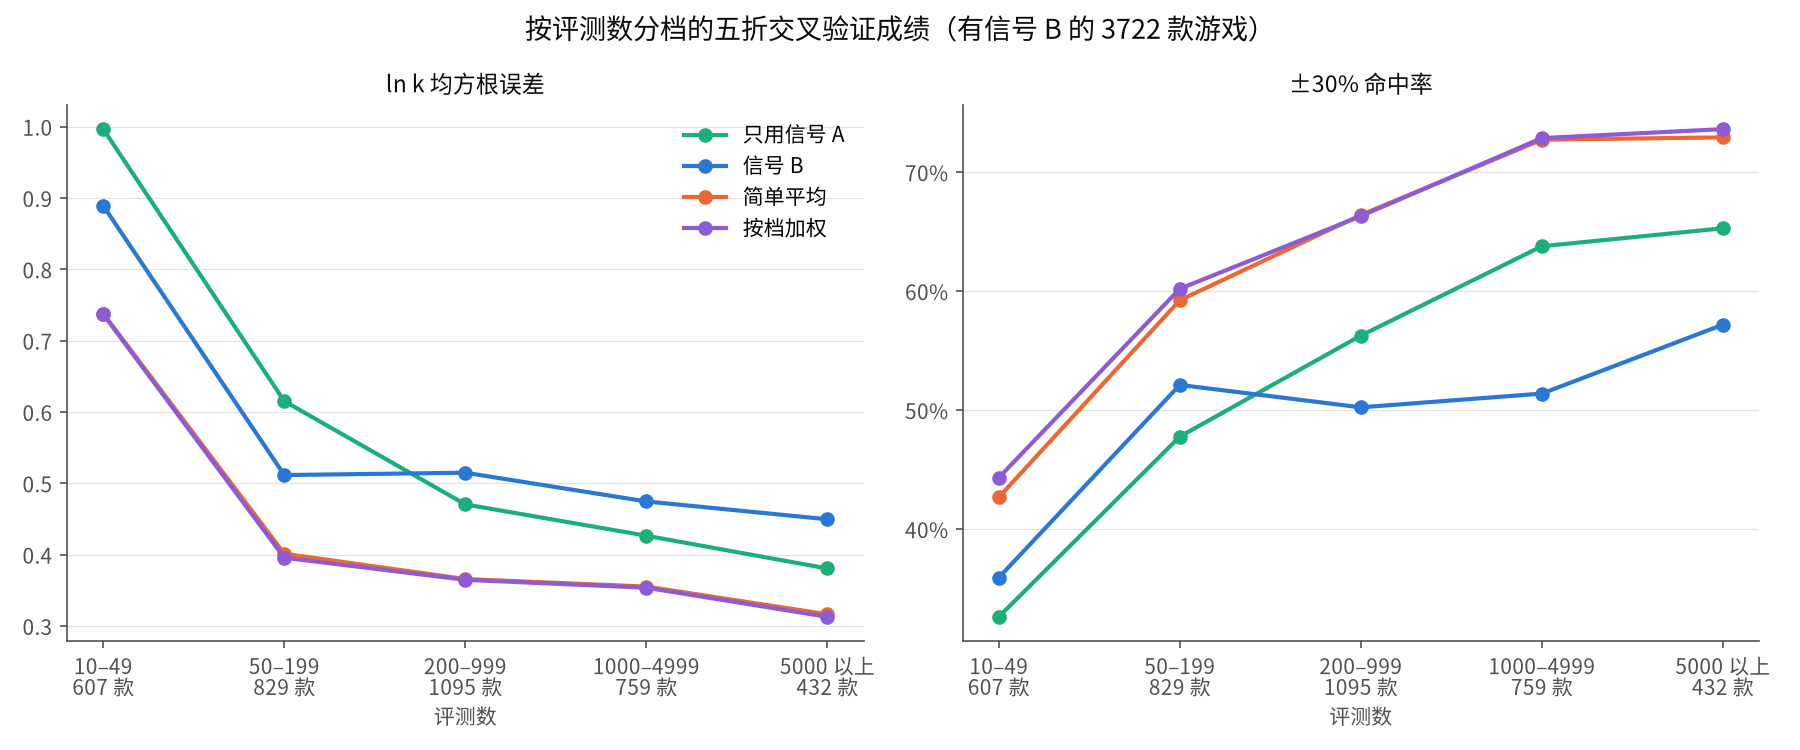 按评测数分档的五折交叉验证成绩（有信号 B 的 3722 款游戏）
ln k 均方根误差
1.0
0.9
0.8
0.7
0.6
0.5
0.4
0.3
只用信号 A
信号 B
简单平均
按档加权
10–49
607 款
50–199
829 款
200–999
1095 款
1000–4999
759 款
5000 以上
432 款
评测数
±30% 命中率
70%
60%
50%
40%
10–49
607 款
50–199
829 款
200–999
1095 款
1000–4999
759 款
5000 以上
432 款
评测数